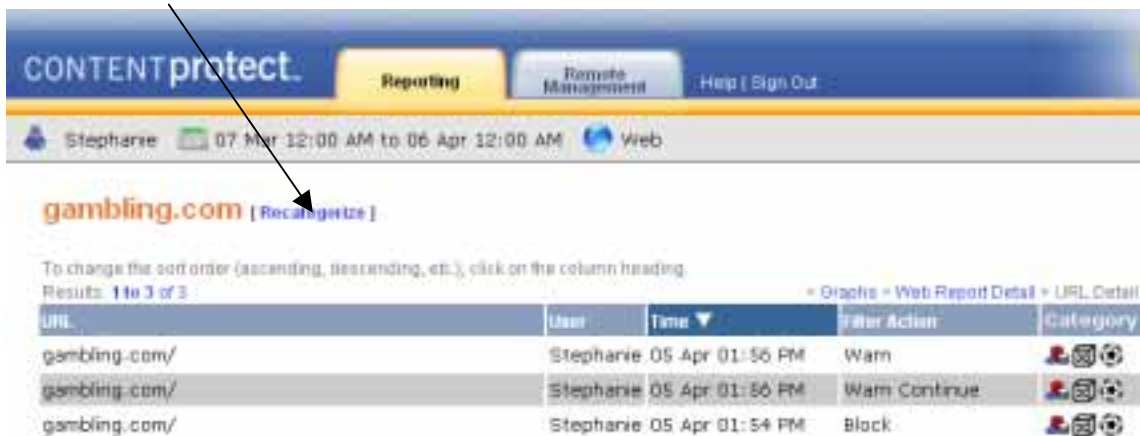 CONTENTprotect.
Reporting
Remote Management
Help | Sign Out
Stephanie 07 Mar 12:00 AM to 06 Apr 12:00 AM Web
gambling.com [ Recategorize ]
To change the sort order (ascending, descending, etc.), click on the column heading.
Results: 1 to 3 of 3 » Graphs » Web Report Detail » URL Detail
URL User Time ▼ Filter Action Category
gambling.com/ Stephanie 05 Apr 01:56 PM Warn
gambling.com/ Stephanie 05 Apr 01:56 PM Warn Continue
gambling.com/ Stephanie 05 Apr 01:54 PM Block